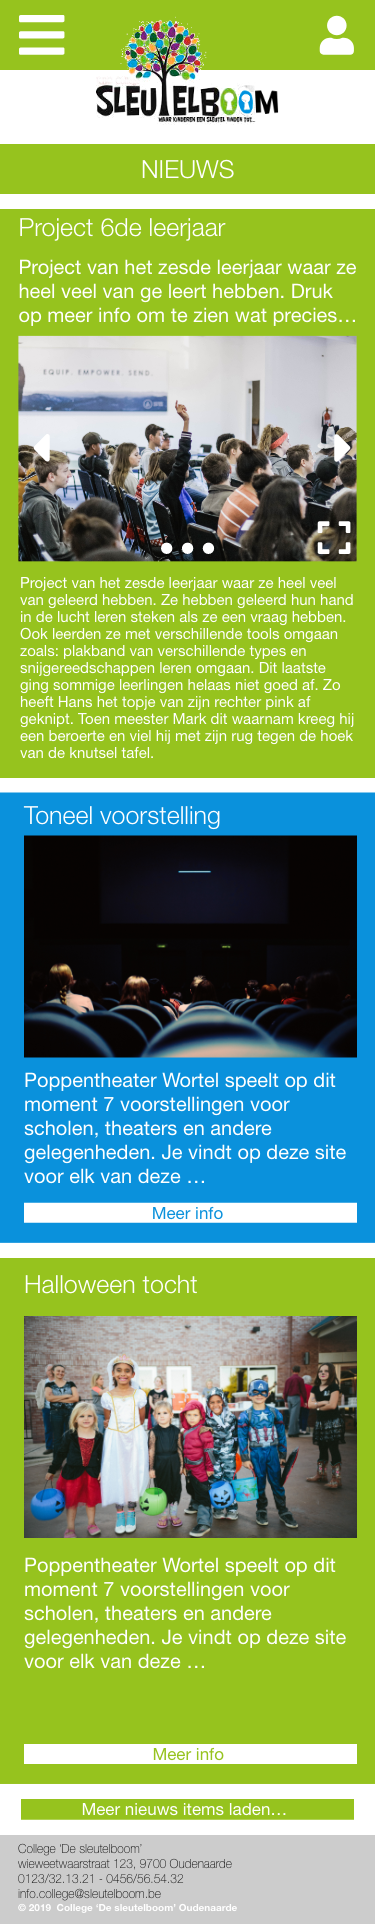 SLEUTELBOOM
WAAR KINDEREN EEN SLEUTEL VINDEN TOT...
NIEUWS
Project 6de leerjaar
Project van het zesde leerjaar waar ze
heel veel van ge leert hebben. Druk
op meer info om te zien wat precies…
EQUIP. EMPOWER. SEND.
Project van het zesde leerjaar waar ze heel veel
van geleerd hebben. Ze hebben geleerd hun hand
in de lucht leren steken als ze een vraag hebben.
Ook leerden ze met verschillende tools omgaan
zoals: plakband van verschillende types en
snijgereedschappen leren omgaan. Dit laatste
ging sommige leerlingen helaas niet goed af. Zo
heeft Hans het topje van zijn rechter pink af
geknipt. Toen meester Mark dit waarnam kreeg hij
een beroerte en viel hij met zijn rug tegen de hoek
van de knutsel tafel.
Toneel voorstelling
Poppentheater Wortel speelt op dit
moment 7 voorstellingen voor
scholen, theaters en andere
gelegenheden. Je vindt op deze site
voor elk van deze …
Meer info
Halloween tocht
Poppentheater Wortel speelt op dit
moment 7 voorstellingen voor
scholen, theaters en andere
gelegenheden. Je vindt op deze site
voor elk van deze …
Meer info
Meer nieuws items laden…
College ‘De sleutelboom’
wieweetwaarstraat 123, 9700 Oudenaarde
0123/32.13.21 - 0456/56.54.32
info.college@sleutelboom.be
© 2019 College ‘De sleutelboom’ Oudenaarde